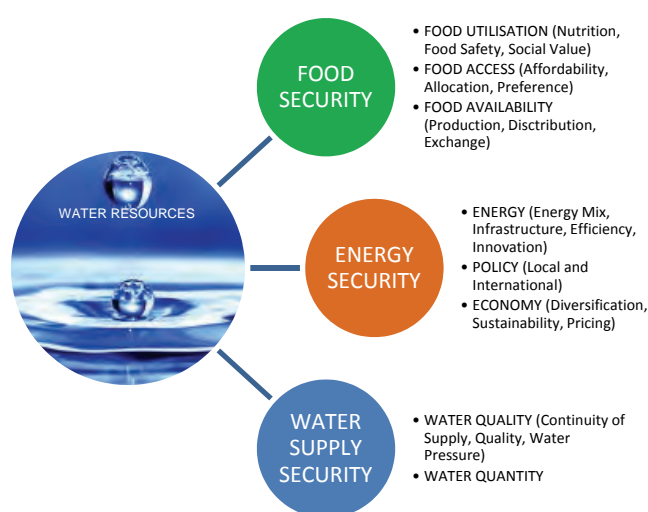 WATER RESOURCES
FOOD
SECURITY
• FOOD UTILISATION (Nutrition,
Food Safety, Social Value)
• FOOD ACCESS (Affordability,
Allocation, Preference)
• FOOD AVAILABILITY
(Production, Disctribution,
Exchange)
ENERGY
SECURITY
• ENERGY (Energy Mix,
Infrastructure, Efficiency,
Innovation)
• POLICY (Local and
International)
• ECONOMY (Diversification,
Sustainability, Pricing)
WATER
SUPPLY
SECURITY
• WATER QUALITY (Continuity of
Supply, Quality, Water
Pressure)
• WATER QUANTITY